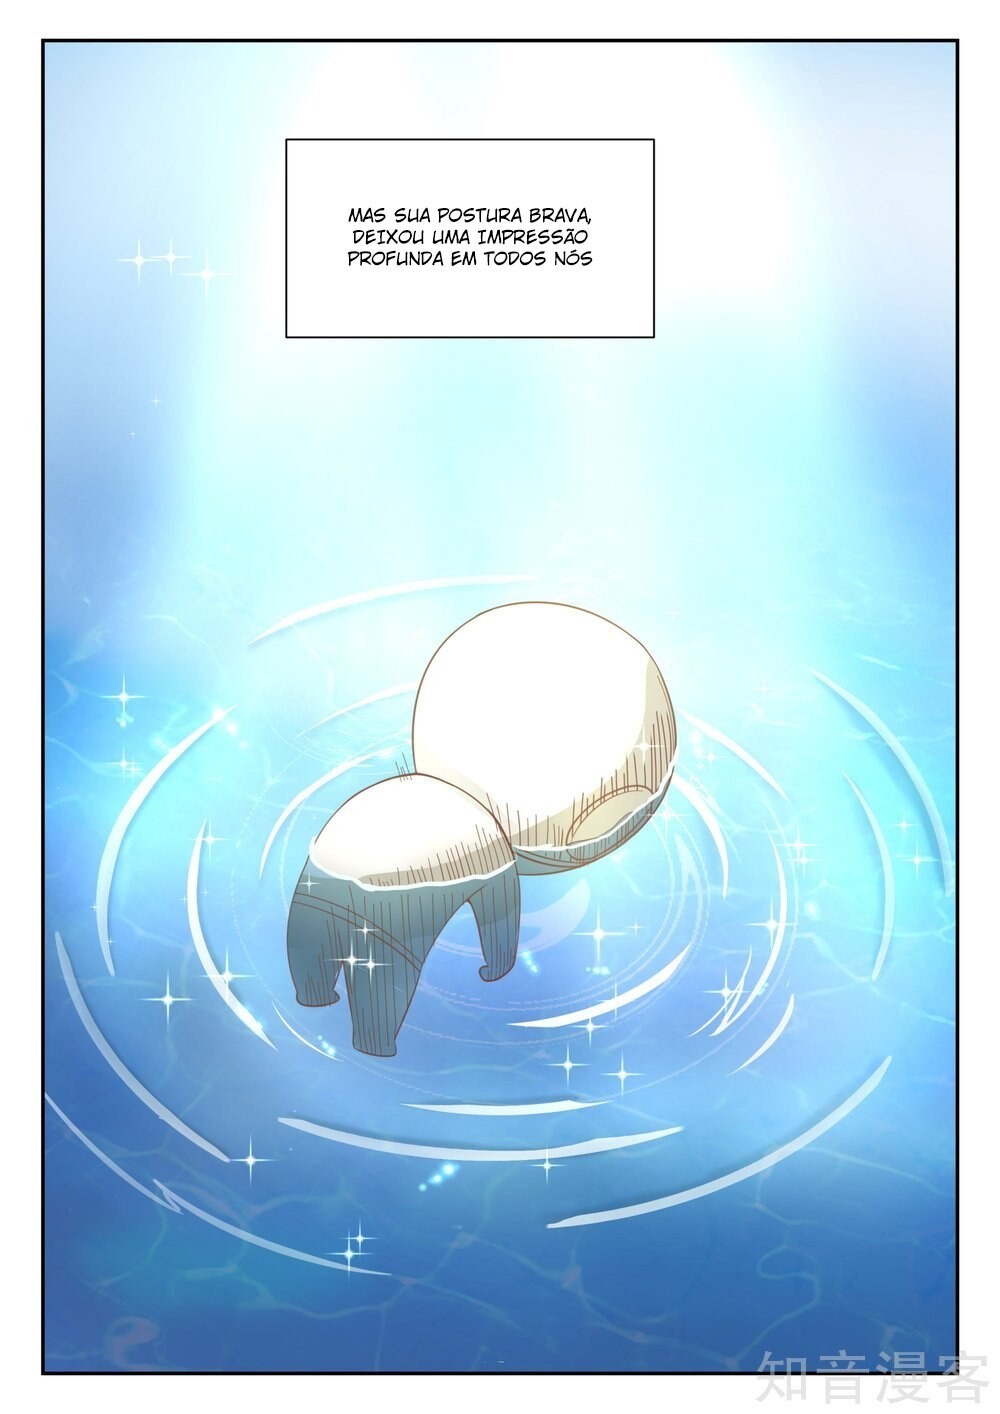 MAS SUA POSTURA BRAVA,
DEIXOU UMA IMPRESSÃO
PROFUNDA EM TODOS NÓS
知音漫客